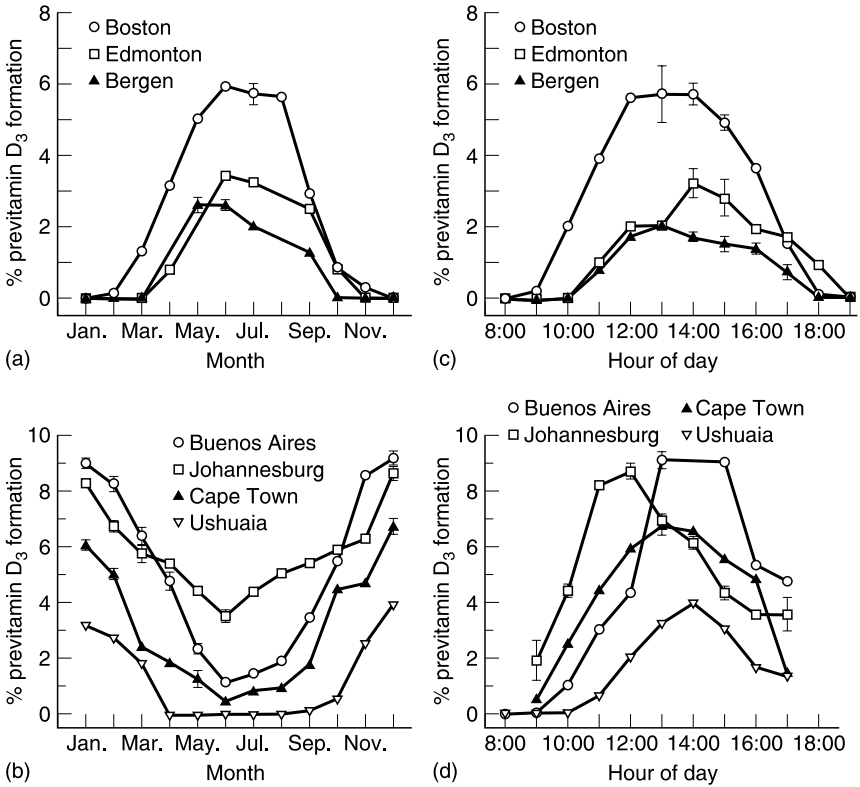 Boston
Edmonton
Bergen
% previtamin D3 formation
8
6
4
2
0
Jan. Mar. May. Jul. Sep. Nov.
Month
(a)
Boston
Edmonton
Bergen
% previtamin D3 formation
8
6
4
2
0
8:00 10:00 12:00 14:00 16:00 18:00
Hour of day
(c)
Buenos Aires
Johannesburg
Cape Town
Ushuaia
% previtamin D3 formation
10
8
6
4
2
0
Jan. Mar. May. Jul. Sep. Nov.
Month
(b)
Buenos Aires Cape Town
Johannesburg Ushuaia
% previtamin D3 formation
10
8
6
4
2
0
8:00 10:00 12:00 14:00 16:00 18:00
Hour of day
(d)